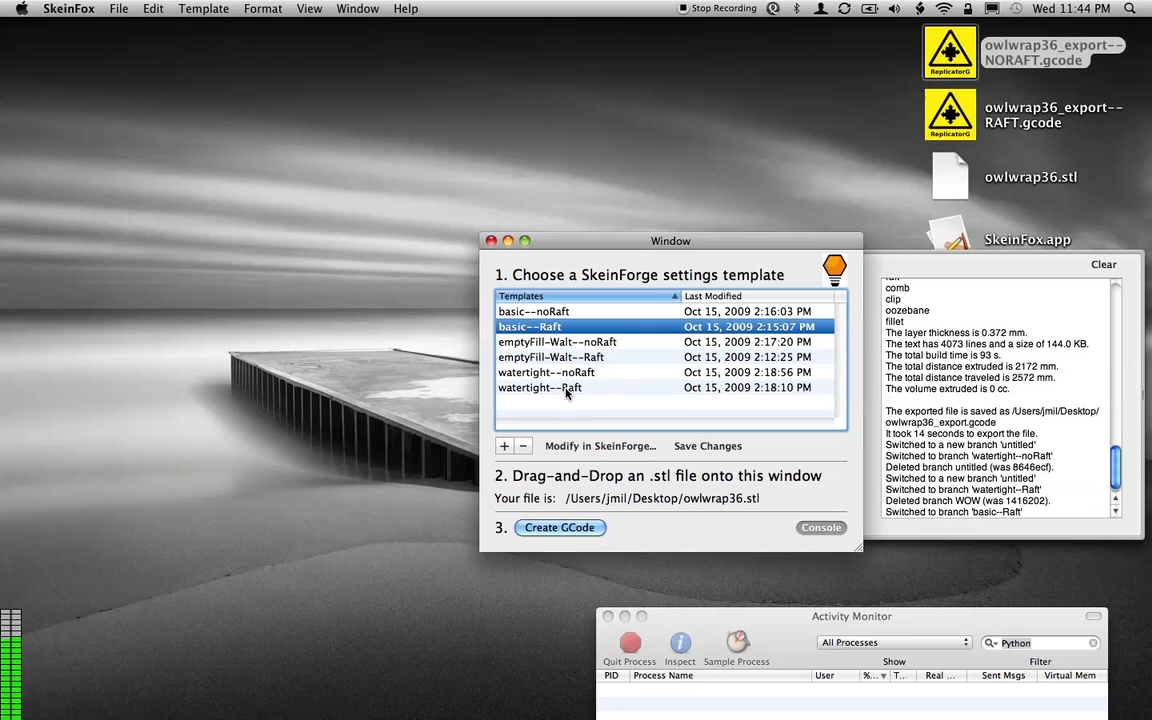 SkeinFox File Edit Template Format View Window Help Stop Recording Wed 11:44 PM
owlwrap36_export--
NORAFT.gcode
ReplicatorG
owlwrap36_export--
RAFT.gcode
ReplicatorG
owlwrap36.stl
SkeinFox.app
Window
1. Choose a SkeinForge settings template
Templates Last Modified
basic--noRaft Oct 15, 2009 2:16:03 PM
basic--Raft Oct 15, 2009 2:15:07 PM
emptyFill-Walt--noRaft Oct 15, 2009 2:17:20 PM
emptyFill-Walt--Raft Oct 15, 2009 2:12:25 PM
watertight--noRaft Oct 15, 2009 2:18:56 PM
watertight--Raft Oct 15, 2009 2:18:10 PM
+ − Modify in SkeinForge... Save Changes
2. Drag-and-Drop an .stl file onto this window
Your file is: /Users/jmil/Desktop/owlwrap36.stl
3. Create GCode Console
Clear
comb
clip
oozebane
fillet
The layer thickness is 0.372 mm.
The text has 4073 lines and a size of 144.0 KB.
The total build time is 93 s.
The total distance extruded is 2172 mm.
The total distance traveled is 2572 mm.
The volume extruded is 0 cc.
The exported file is saved as /Users/jmil/Desktop/
owlwrap36_export.gcode
It took 14 seconds to export the file.
Switched to a new branch 'untitled'
Switched to branch 'watertight--noRaft'
Deleted branch untitled (was 8646ecf).
Switched to a new branch 'untitled'
Switched to branch 'watertight--Raft'
Deleted branch WOW (was 1416202).
Switched to branch 'basic--Raft'
Activity Monitor
All Processes Python
Quit Process Inspect Sample Process Show Filter
PID Process Name User %... T... Real ... Sent Msgs Virtual Mem